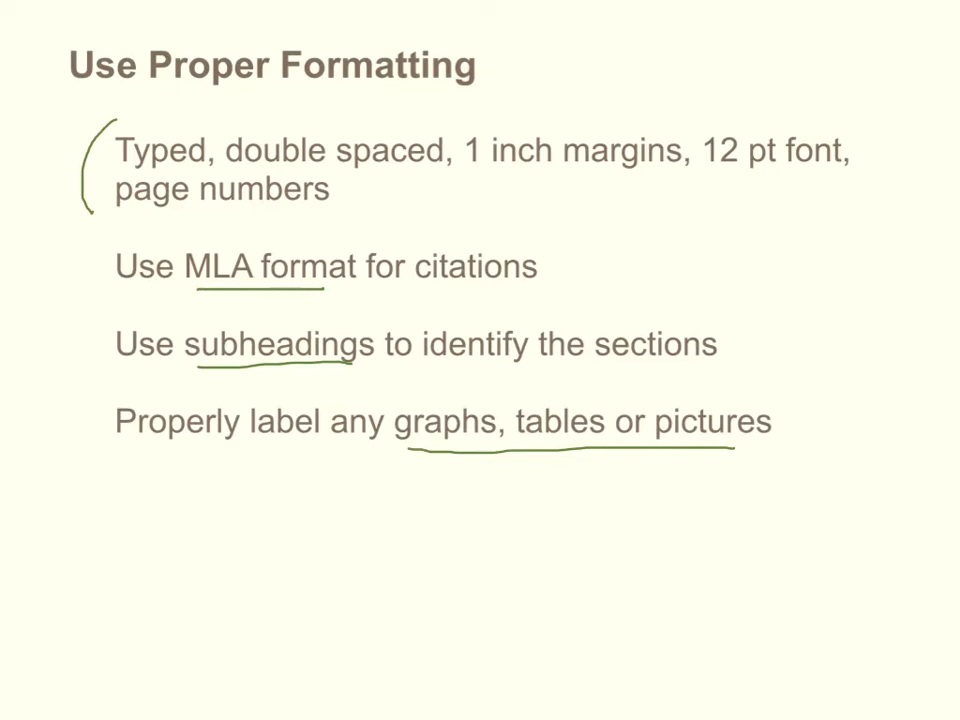 Use Proper Formatting
Typed, double spaced, 1 inch margins, 12 pt font,
page numbers
Use MLA format for citations
Use subheadings to identify the sections
Properly label any graphs, tables or pictures